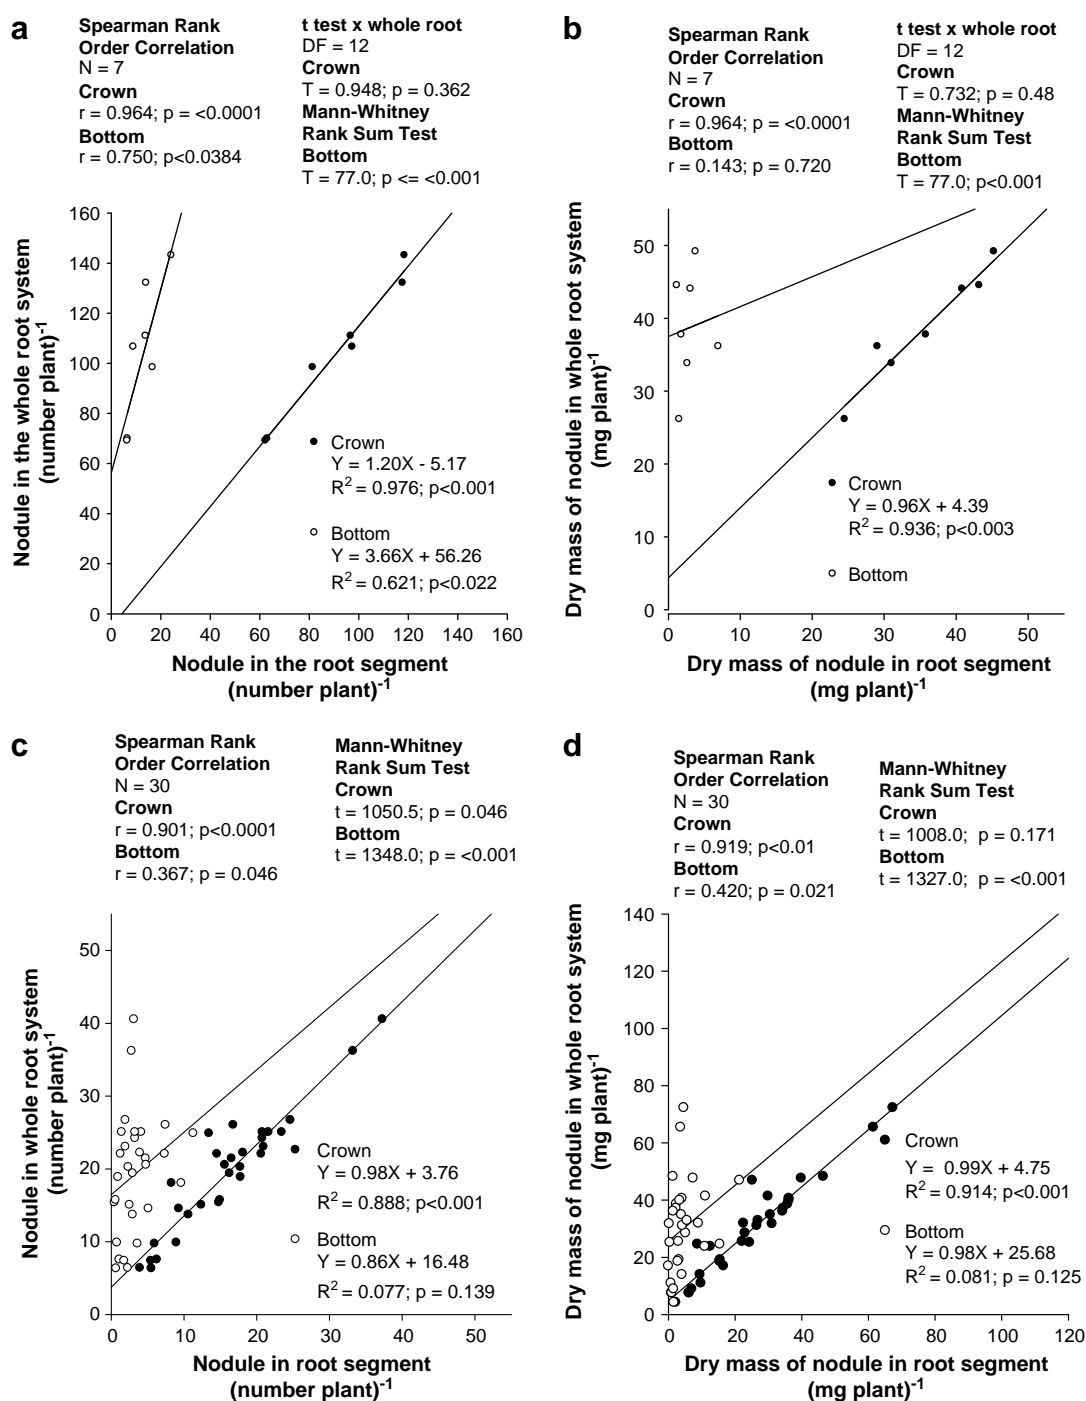 a
Spearman Rank
Order Correlation
N = 7
Crown
r = 0.964; p = <0.0001
Bottom
r = 0.750; p<0.0384
t test x whole root
DF = 12
Crown
T = 0.948; p = 0.362
Mann-Whitney
Rank Sum Test
Bottom
T = 77.0; p <= <0.001
Nodule in the whole root system
(number plant)-1
160
140
120
100
80
60
40
20
0
Crown
Y = 1.20X - 5.17
R2 = 0.976; p<0.001
Bottom
Y = 3.66X + 56.26
R2 = 0.621; p<0.022
0 20 40 60 80 100 120 140 160
Nodule in the root segment
(number plant)-1
b
Spearman Rank
Order Correlation
N = 7
Crown
r = 0.964; p = <0.0001
Bottom
r = 0.143; p = 0.720
t test x whole root
DF = 12
Crown
T = 0.732; p = 0.48
Mann-Whitney
Rank Sum Test
Bottom
T = 77.0; p<0.001
Dry mass of nodule in whole root system
(mg plant)-1
50
40
30
20
10
0
Crown
Y = 0.96X + 4.39
R2 = 0.936; p<0.003
Bottom
0 10 20 30 40 50
Dry mass of nodule in root segment
(mg plant)-1
c
Spearman Rank
Order Correlation
N = 30
Crown
r = 0.901; p<0.0001
Bottom
r = 0.367; p = 0.046
Mann-Whitney
Rank Sum Test
Crown
t = 1050.5; p = 0.046
Bottom
t = 1348.0; p = <0.001
Nodule in whole root system
(number plant)-1
50
40
30
20
10
0
Crown
Y = 0.98X + 3.76
R2 = 0.888; p<0.001
Bottom
Y = 0.86X + 16.48
R2 = 0.077; p = 0.139
0 10 20 30 40 50
Nodule in root segment
(number plant)-1
d
Spearman Rank
Order Correlation
N = 30
Crown
r = 0.919; p<0.01
Bottom
r = 0.420; p = 0.021
Mann-Whitney
Rank Sum Test
Crown
t = 1008.0; p = 0.171
Bottom
t = 1327.0; p = <0.001
Dry mass of nodule in whole root system
(mg plant)-1
140
120
100
80
60
40
20
0
Crown
Y = 0.99X + 4.75
R2 = 0.914; p<0.001
Bottom
Y = 0.98X + 25.68
R2 = 0.081; p = 0.125
0 20 40 60 80 100 120
Dry mass of nodule in root segment
(mg plant)-1